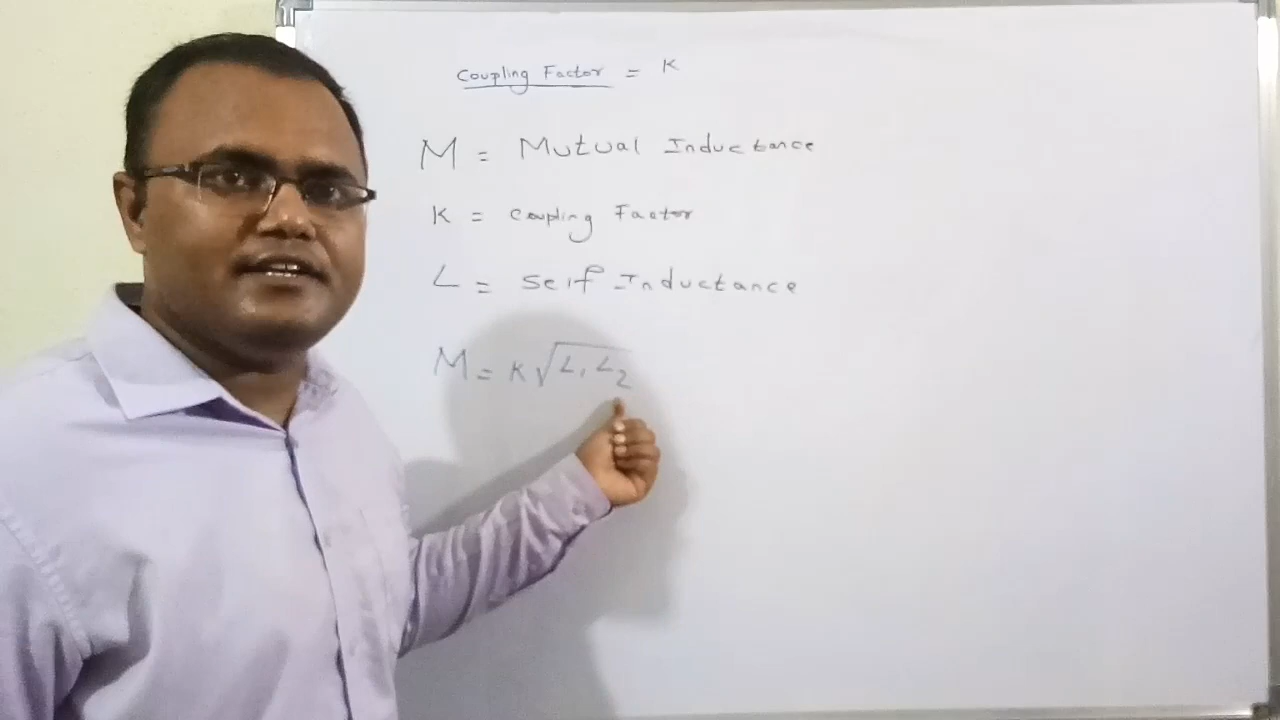 Coupling Factor = K
M = Mutual Inductance
K = Coupling Factor
L = Self Inductance
M = K√L₁L₂